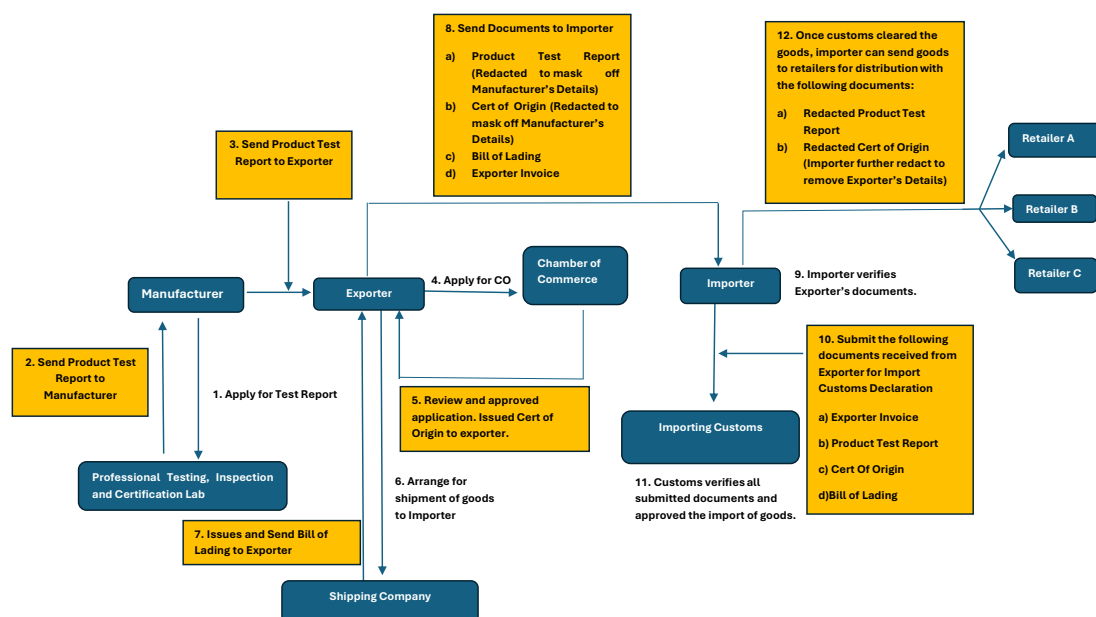 8. Send Documents to Importer
a) Product Test Report
(Redacted to mask off
Manufacturer's Details)
b) Cert of Origin (Redacted to
mask off Manufacturer's
Details)
c) Bill of Lading
d) Exporter Invoice
12. Once customs cleared the
goods, importer can send goods
to retailers for distribution with
the following documents:
a) Redacted Product Test
Report
b) Redacted Cert of Origin
(Importer further redact to
remove Exporter's Details)
Retailer A
Retailer B
Retailer C
3. Send Product Test
Report to Exporter
Manufacturer
Exporter
4. Apply for CO
Chamber of
Commerce
Importer
9. Importer verifies
Exporter's documents.
2. Send Product Test
Report to
Manufacturer
1. Apply for Test Report
5. Review and approved
application. Issued Cert of
Origin to exporter.
10. Submit the following
documents received from
Exporter for Import
Customs Declaration
a) Exporter Invoice
b) Product Test Report
c) Cert Of Origin
d)Bill of Lading
Importing Customs
11. Customs verifies all
submitted documents and
approved the import of goods.
Professional Testing, Inspection
and Certification Lab
6. Arrange for
shipment of goods
to Importer
7. Issues and Send Bill of
Lading to Exporter
Shipping Company